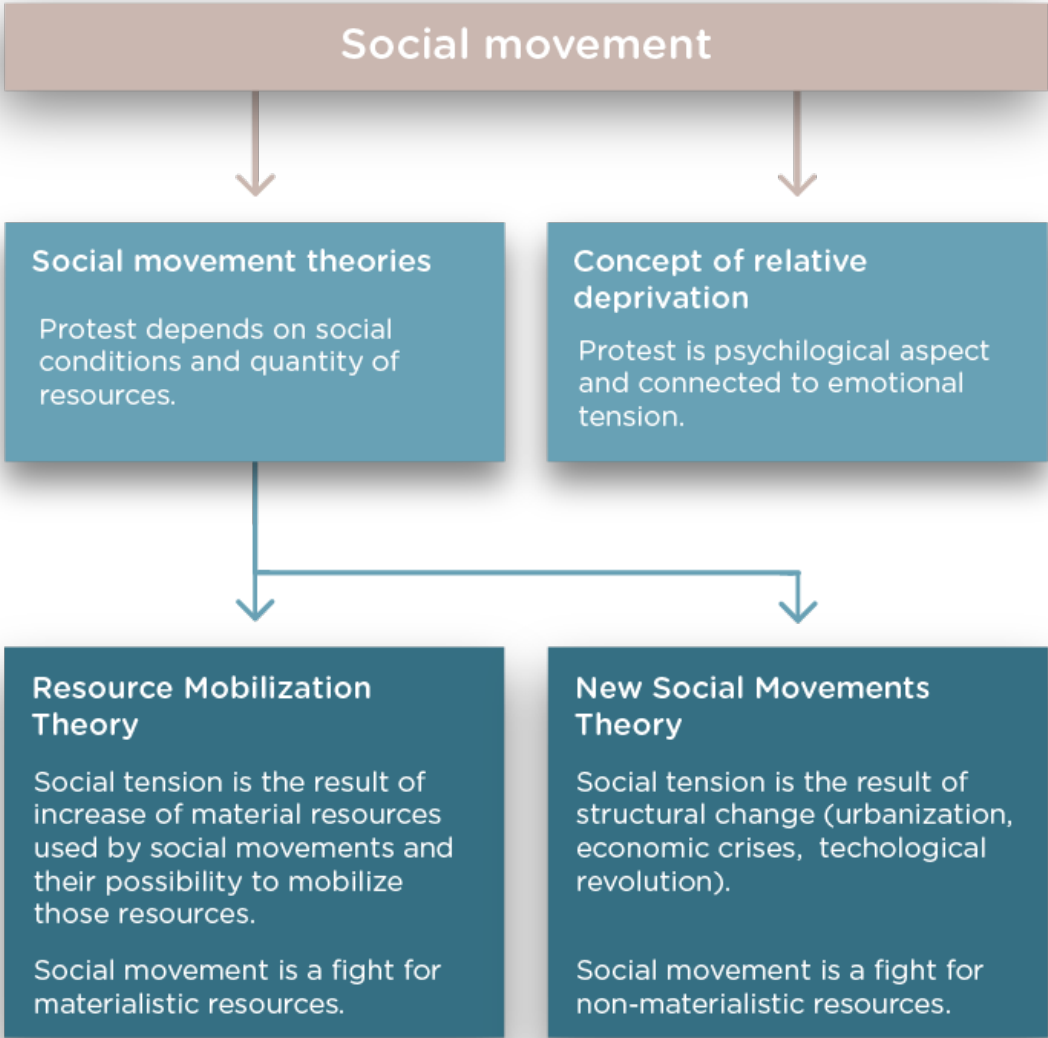 Social movement
Social movement theories
Protest depends on social
conditions and quantity of
resources.
Concept of relative
deprivation
Protest is psychilogical aspect
and connected to emotional
tension.
Resource Mobilization
Theory
Social tension is the result of
increase of material resources
used by social movements and
their possibility to mobilize
those resources.
Social movement is a fight for
materialistic resources.
New Social Movements
Theory
Social tension is the result of
structural change (urbanization,
economic crises, techological
revolution).
Social movement is a fight for
non-materialistic resources.